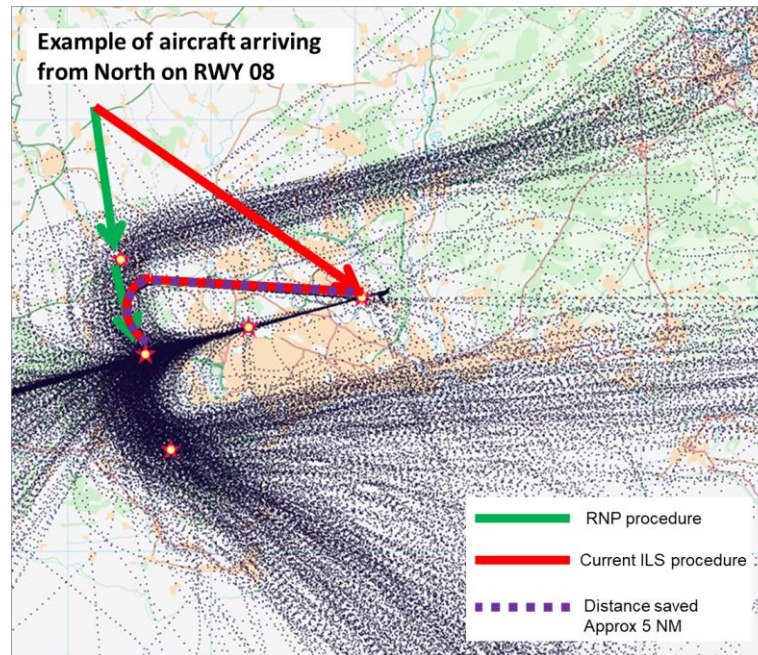 Example of aircraft arriving
from North on RWY 08
RNP procedure
Current ILS procedure
Distance saved
Approx 5 NM